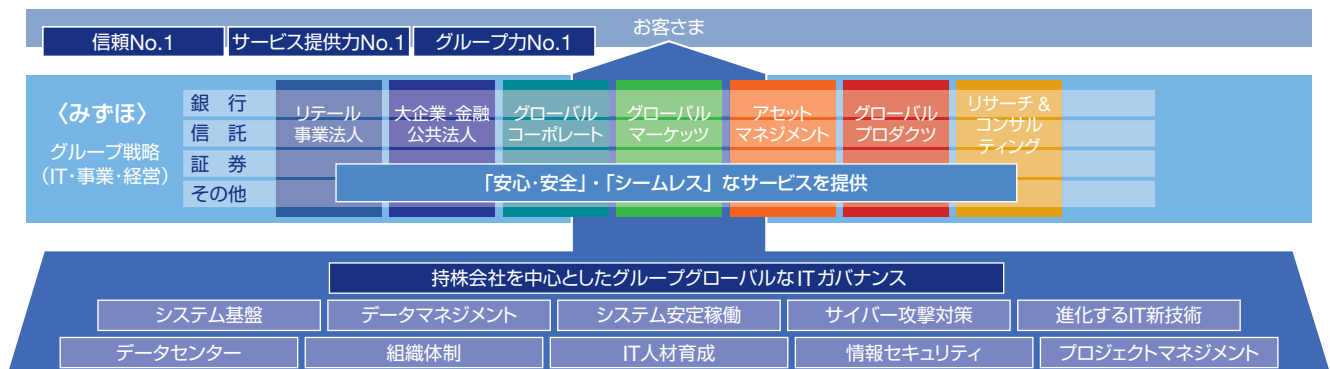 お客さま
信頼No.1
サービス提供力No.1
グループ力No.1
〈みずほ〉
グループ戦略
(IT・事業・経営)
銀 行
信 託
証 券
その他
リテール
事業法人
大企業・金融
公共法人
グローバル
コーポレート
グローバル
マーケッツ
アセット
マネジメント
グローバル
プロダクツ
リサーチ &
コンサル
ティング
「安心・安全」・「シームレス」なサービスを提供
持株会社を中心としたグループグローバルなITガバナンス
システム基盤
データマネジメント
システム安定稼働
サイバー攻撃対策
進化するIT新技術
データセンター
組織体制
IT人材育成
情報セキュリティ
プロジェクトマネジメント